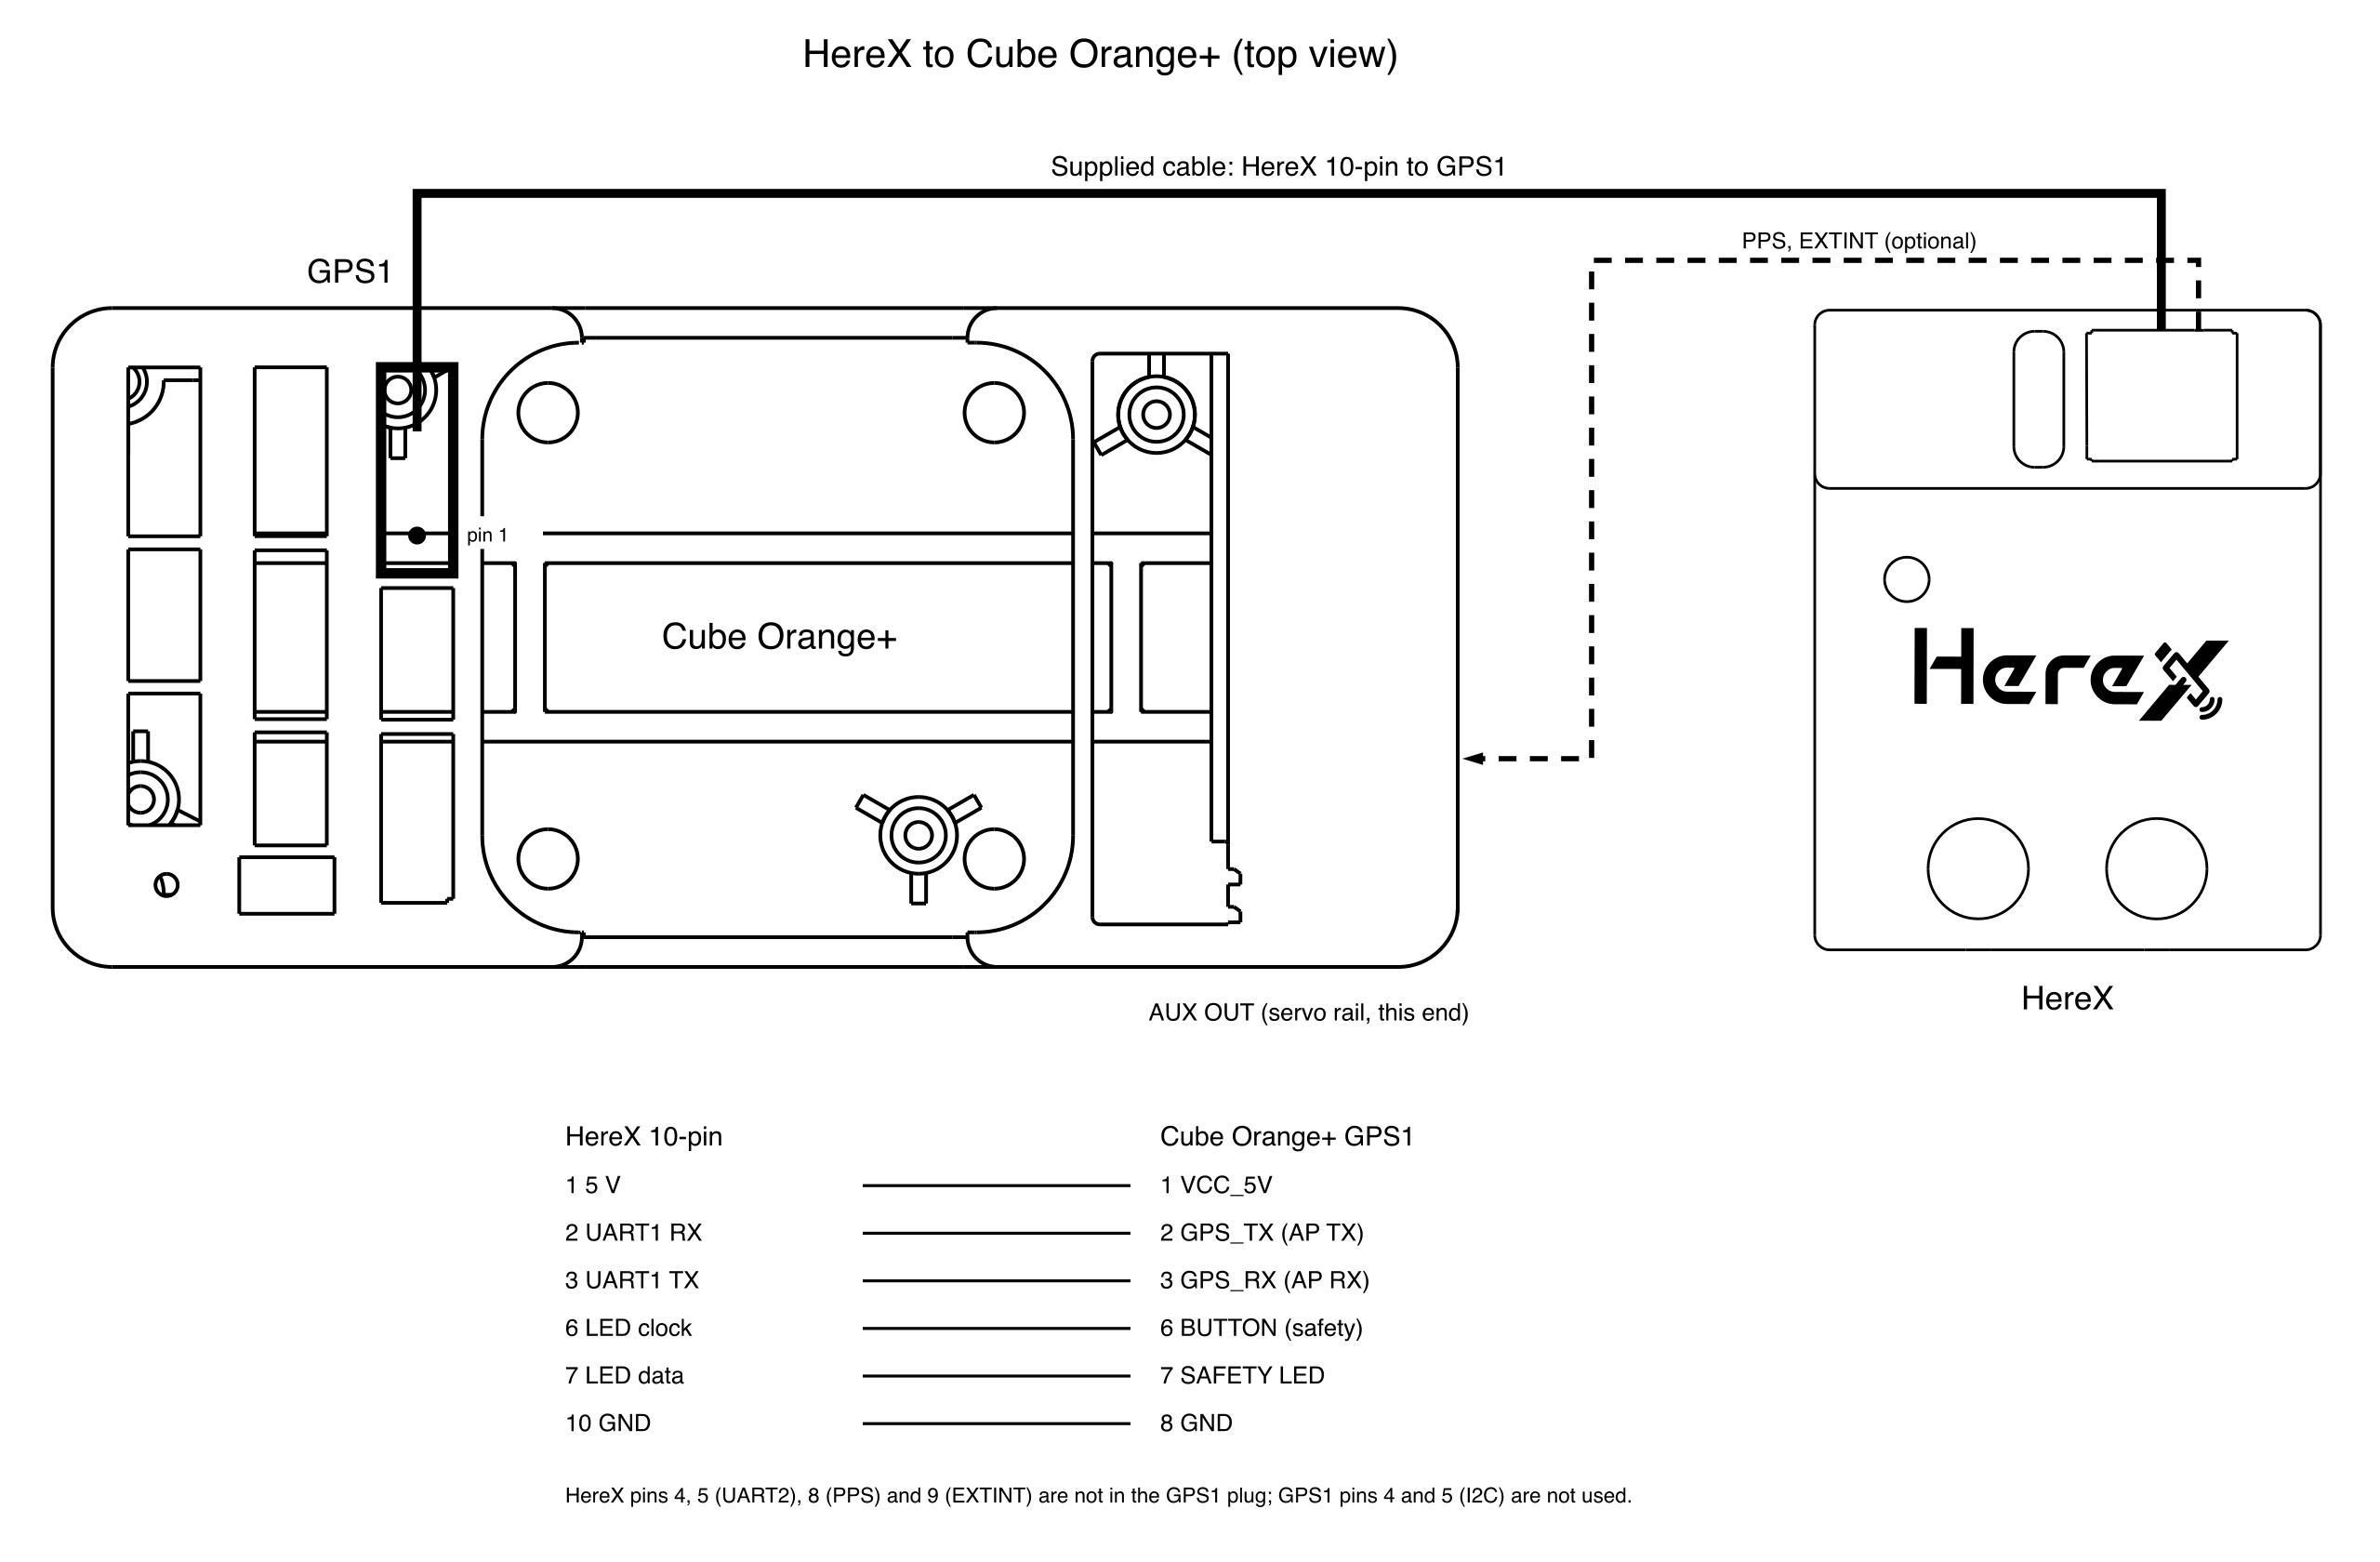 HereX to Cube Orange+ (top view)
Supplied cable: HereX 10-pin to GPS1
PPS, EXTINT (optional)
GPS1
pin 1
Cube Orange+
HereX
HereX
AUX OUT (servo rail, this end)
HereX 10-pin Cube Orange+ GPS1
1 5 V 1 VCC_5V
2 UART1 RX 2 GPS_TX (AP TX)
3 UART1 TX 3 GPS_RX (AP RX)
6 LED clock 6 BUTTON (safety)
7 LED data 7 SAFETY LED
10 GND 8 GND
HereX pins 4, 5 (UART2), 8 (PPS) and 9 (EXTINT) are not in the GPS1 plug; GPS1 pins 4 and 5 (I2C) are not used.